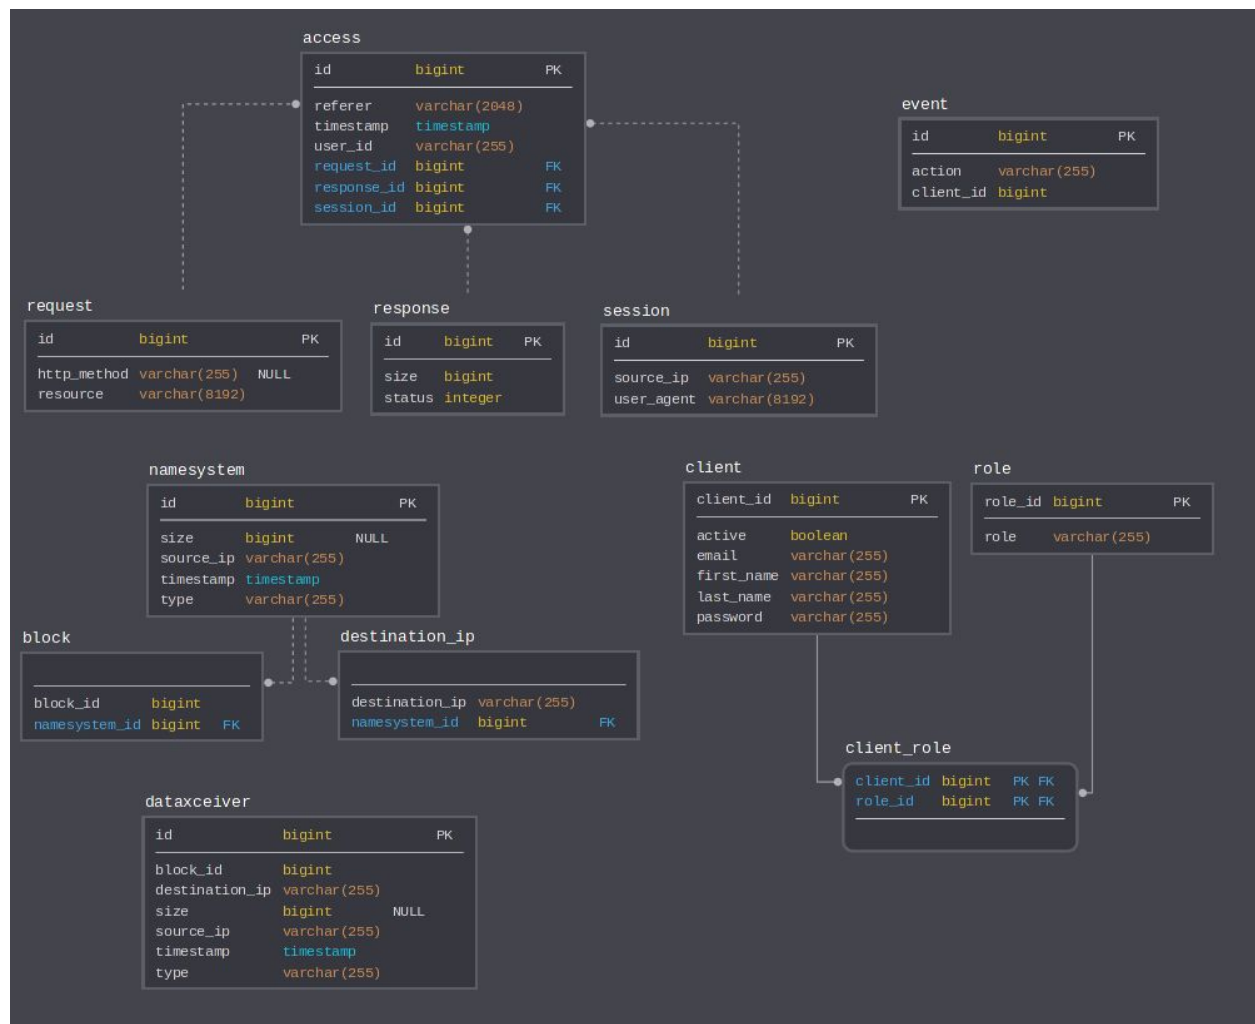 access
id bigint PK
referer varchar(2048)
timestamp timestamp
user_id varchar(255)
request_id bigint FK
response_id bigint FK
session_id bigint FK
event
id bigint PK
action varchar(255)
client_id bigint
request
id bigint PK
http_method varchar(255) NULL
resource varchar(8192)
response
id bigint PK
size bigint
status integer
session
id bigint PK
source_ip varchar(255)
user_agent varchar(8192)
namesystem
id bigint PK
size bigint NULL
source_ip varchar(255)
timestamp timestamp
type varchar(255)
client
client_id bigint PK
active boolean
email varchar(255)
first_name varchar(255)
last_name varchar(255)
password varchar(255)
role
role_id bigint PK
role varchar(255)
block
block_id bigint
namesystem_id bigint FK
destination_ip
destination_ip varchar(255)
namesystem_id bigint FK
client_role
client_id bigint PK FK
role_id bigint PK FK
dataxceiver
id bigint PK
block_id bigint
destination_ip varchar(255)
size bigint NULL
source_ip varchar(255)
timestamp timestamp
type varchar(255)